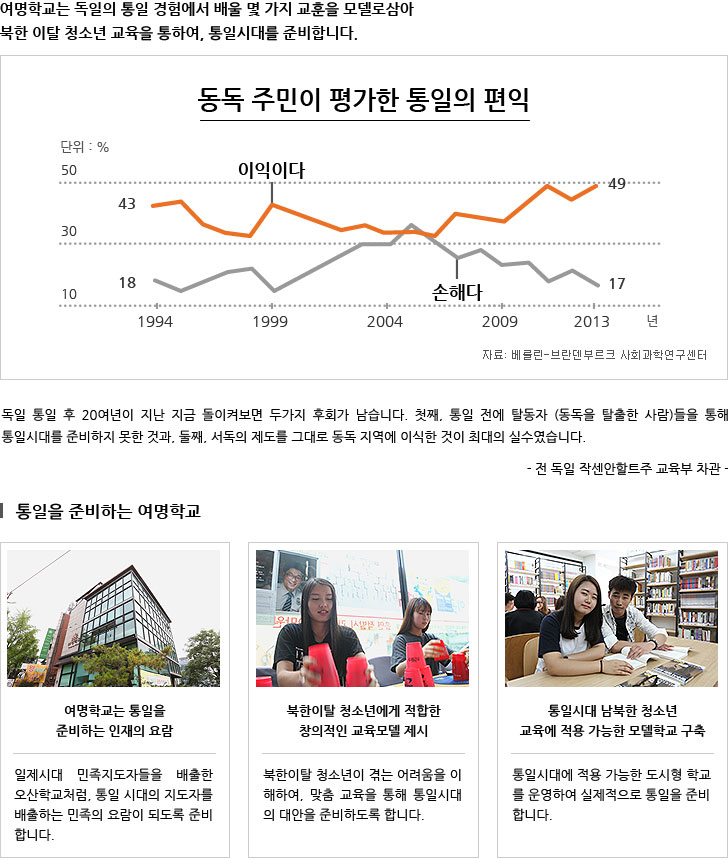 여명학교는 독일의 통일 경험에서 배울 몇 가지 교훈을 모델로삼아
북한 이탈 청소년 교육을 통하여, 통일시대를 준비합니다.
동독 주민이 평가한 통일의 편익
단위 : %
50
이익이다
43
49
30
18
17
10
손해다
1994
1999
2004
2009
2013
년
자료: 베를린-브란덴부르크 사회과학연구센터
독일 통일 후 20여년이 지난 지금 돌이켜보면 두가지 후회가 남습니다. 첫째, 통일 전에 탈동자 (동독을 탈출한 사람)들을 통해
통일시대를 준비하지 못한 것과, 둘째, 서독의 제도를 그대로 동독 지역에 이식한 것이 최대의 실수였습니다.
- 전 독일 작센안할트주 교육부 차관 -
통일을 준비하는 여명학교
여명학교는 통일을
준비하는 인재의 요람
일제시대 민족지도자들을 배출한
오산학교처럼, 통일 시대의 지도자를
배출하는 민족의 요람이 되도록 준비
합니다.
북한이탈 청소년에게 적합한
창의적인 교육모델 제시
북한이탈 청소년이 겪는 어려움을 이
해하여, 맞춤 교육을 통해 통일시대
의 대안을 준비하도록 합니다.
통일시대 남북한 청소년
교육에 적용 가능한 모델학교 구축
통일시대에 적용 가능한 도시형 학교
를 운영하여 실제적으로 통일을 준비
합니다.